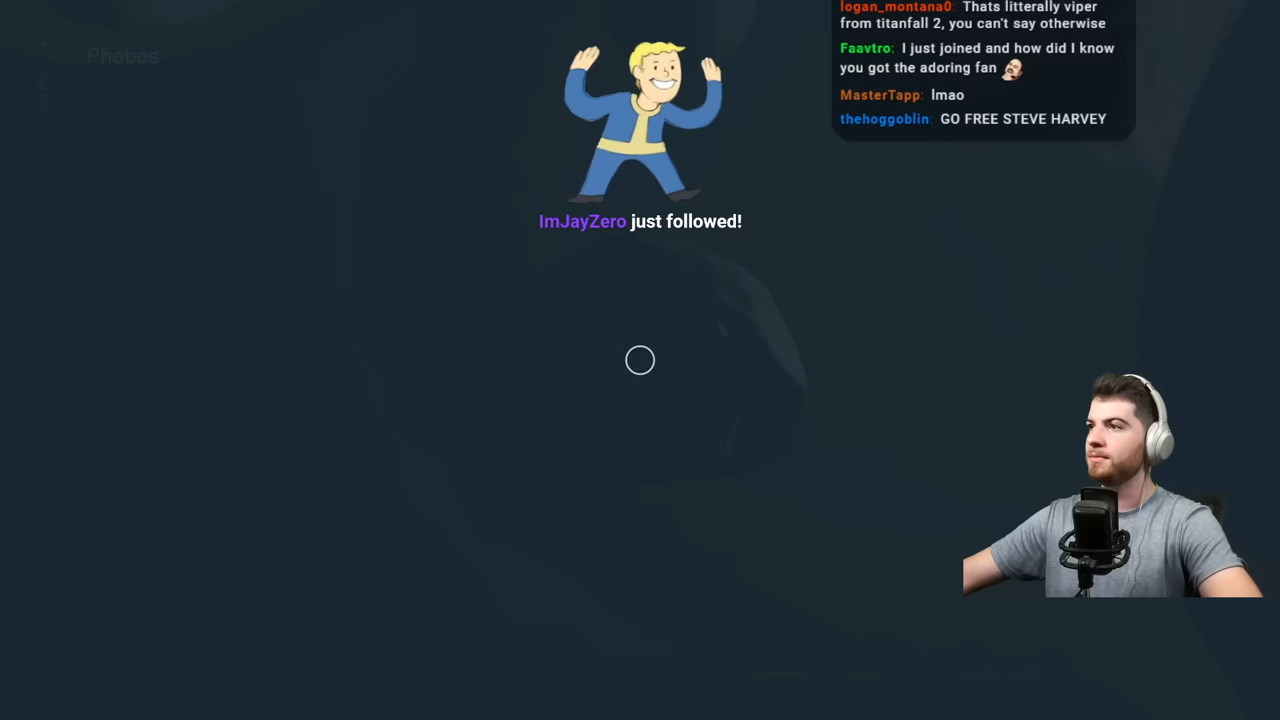 Phobos
logan_montana0: Thats litterally viper
from titanfall 2, you can't say otherwise
Faavtro: I just joined and how did I know
you got the adoring fan
MasterTapp: lmao
thehoggoblin: GO FREE STEVE HARVEY
ImJayZero just followed!